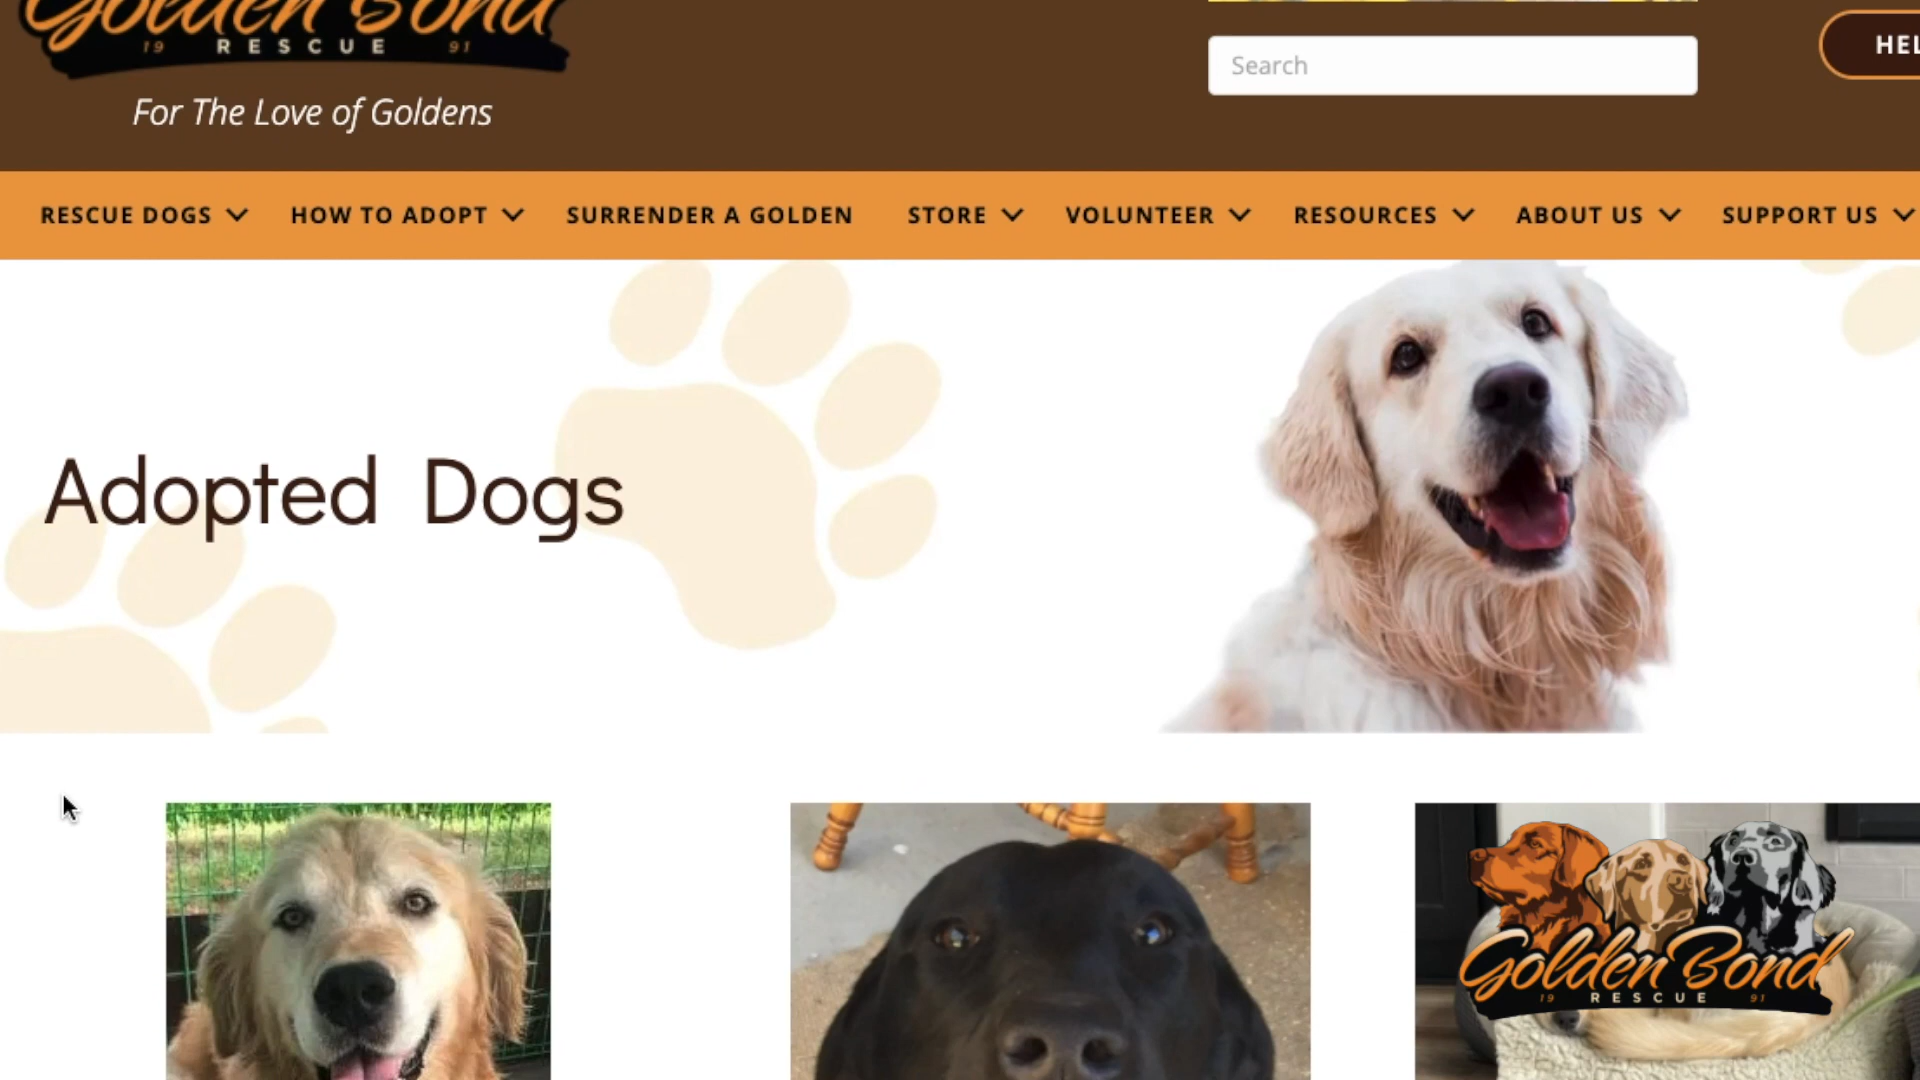 Golden Bond
19 RESCUE 91
For The Love of Goldens
Search
RESCUE DOGS
HOW TO ADOPT
SURRENDER A GOLDEN
STORE
VOLUNTEER
RESOURCES
ABOUT US
SUPPORT US
Adopted Dogs
Golden Bond
19 RESCUE 91